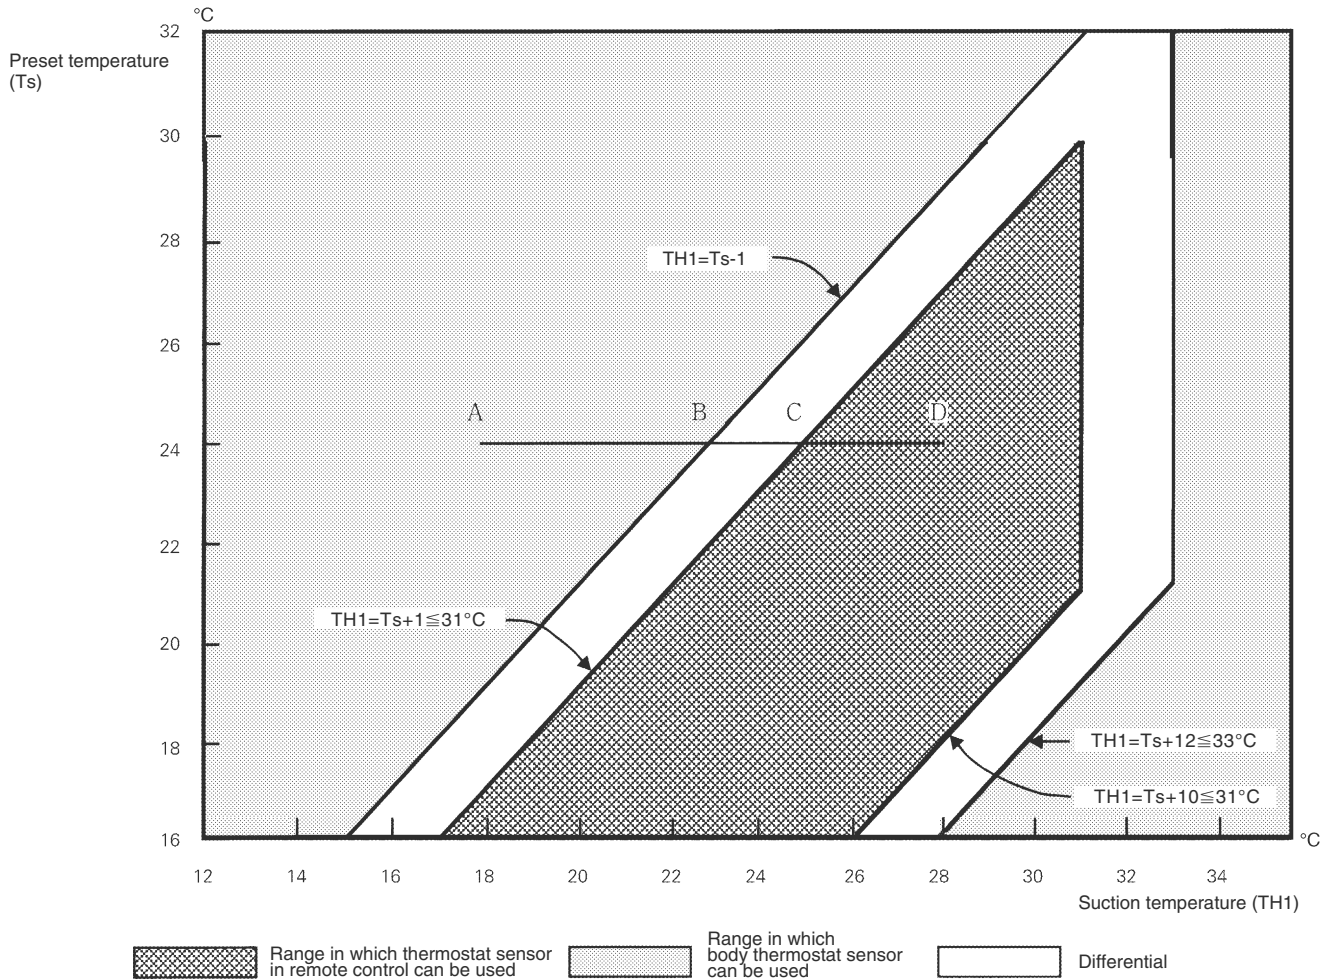 °C
32
Preset temperature
(Ts)
30
28
TH1=Ts-1
26
A
B
C
D
24
22
TH1=Ts+1≦31°C
20
18
TH1=Ts+12≦33°C
TH1=Ts+10≦31°C
16
°C
12
14
16
18
20
22
24
26
28
30
32
34
Suction temperature (TH1)
Range in which thermostat sensor
in remote control can be used
Range in which
body thermostat sensor
can be used
Differential